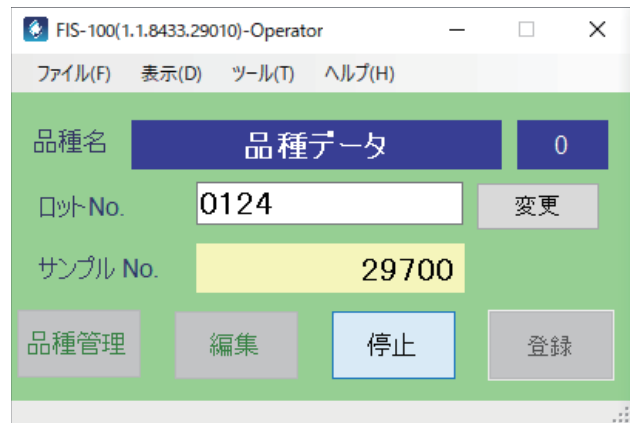 FIS-100(1.1.8433.29010)-Operator
ファイル(F) 表示(D) ツール(T) ヘルプ(H)
品種名 品種データ 0
ロットNo. 0124 変更
サンプル No. 29700
品種管理 編集 停止 登録